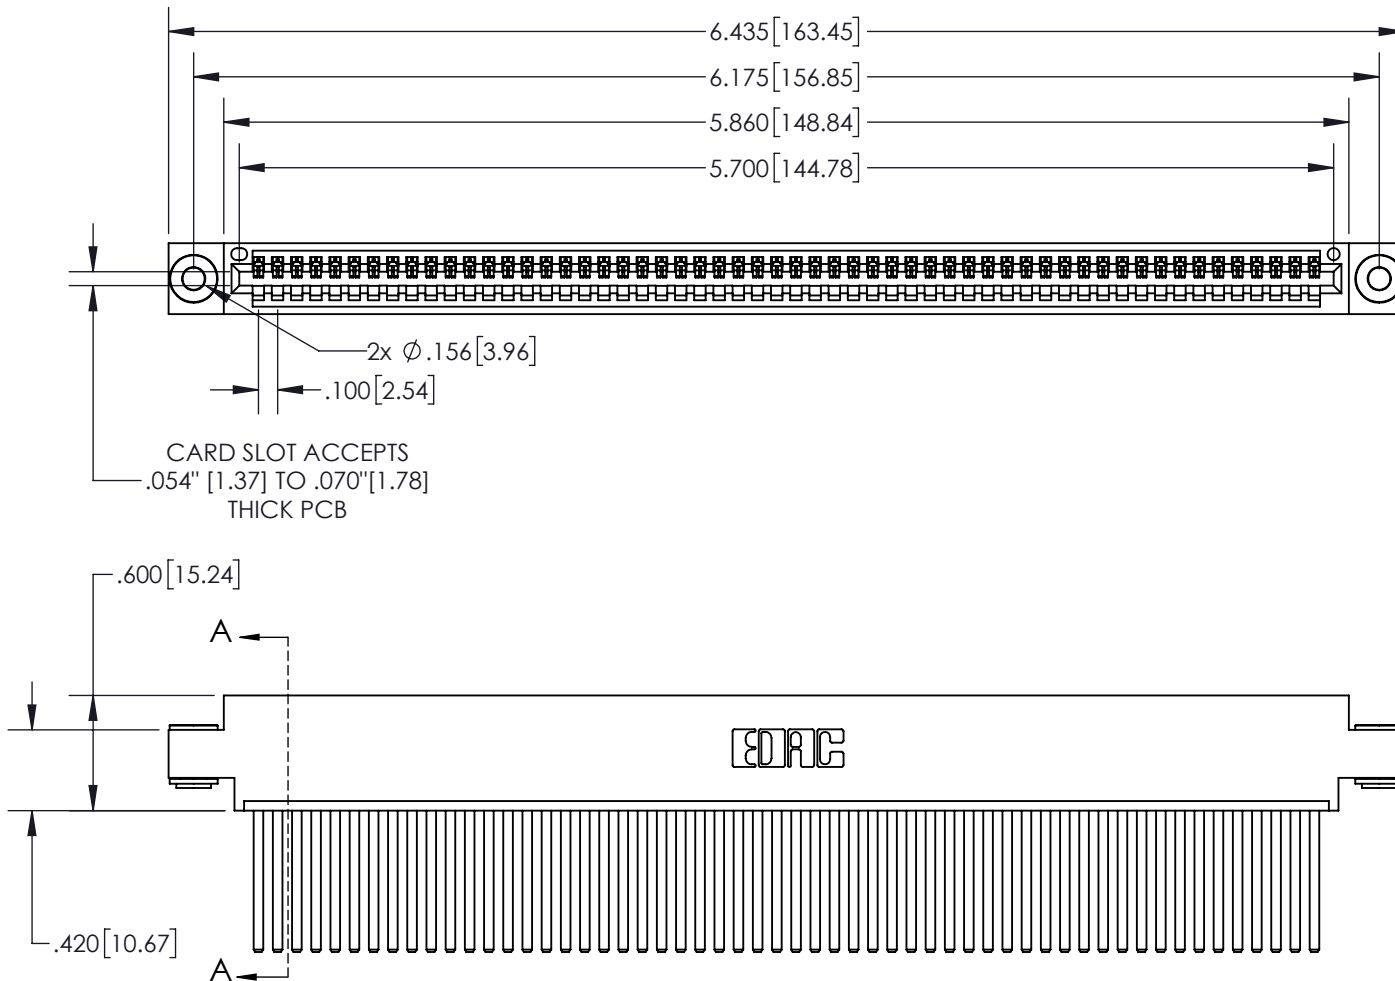 6.435[163.45]
6.175[156.85]
5.860[148.84]
5.700[144.78]
2x Ø.156[3.96]
.100[2.54]
CARD SLOT ACCEPTS
.054" [1.37] TO .070"[1.78]
THICK PCB
.600[15.24]
A
EDAC
.420[10.67]
A